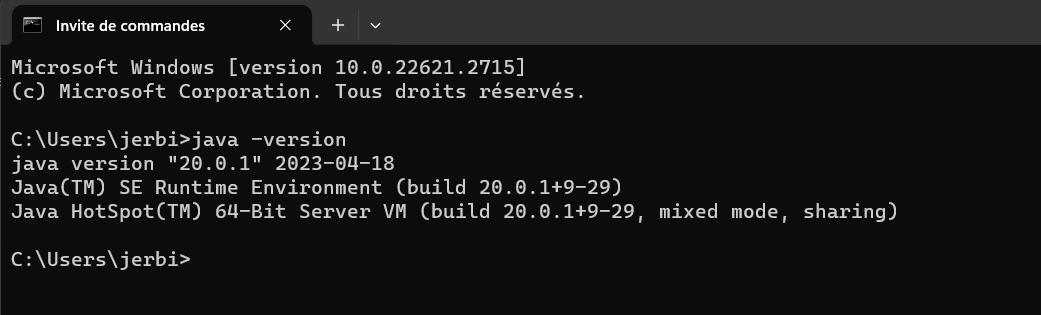 Invite de commandes
Microsoft Windows [version 10.0.22621.2715]
(c) Microsoft Corporation. Tous droits réservés.
C:\Users\jerbi>java -version
java version "20.0.1" 2023-04-18
Java(TM) SE Runtime Environment (build 20.0.1+9-29)
Java HotSpot(TM) 64-Bit Server VM (build 20.0.1+9-29, mixed mode, sharing)
C:\Users\jerbi>